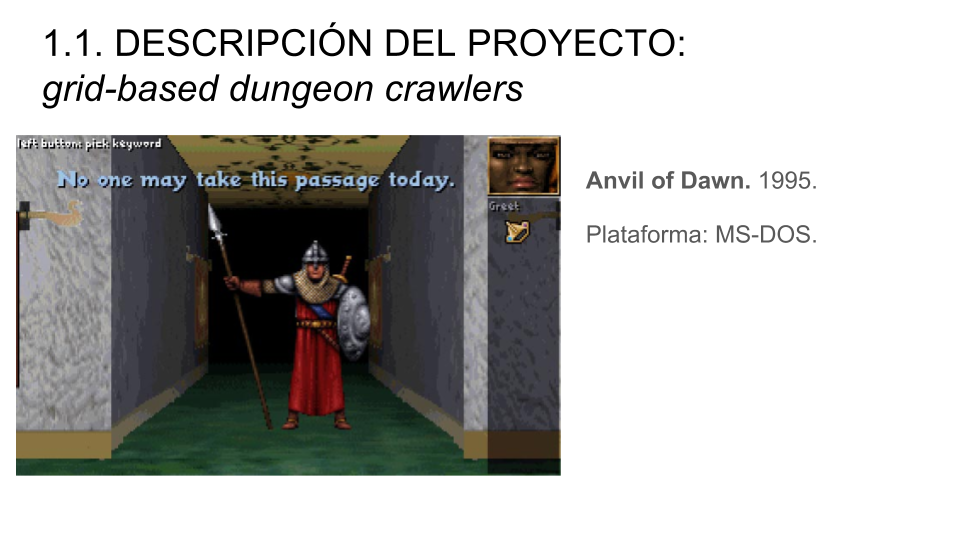 1.1. DESCRIPCIÓN DEL PROYECTO:
grid-based dungeon crawlers
left button: pick keyword
No one may take this passage today.
Greet
Anvil of Dawn. 1995.
Plataforma: MS-DOS.